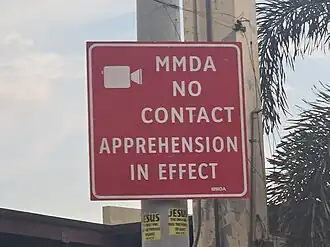 MMDA
NO
CONTACT
APPREHENSION
IN EFFECT
MMDA
JESUS
JESUS